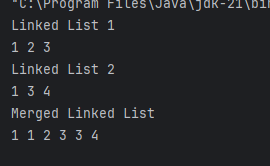 "C:\Program Files\Java\jdk-21\bin
Linked List 1
1 2 3
Linked List 2
1 3 4
Merged Linked List
1 1 2 3 3 4